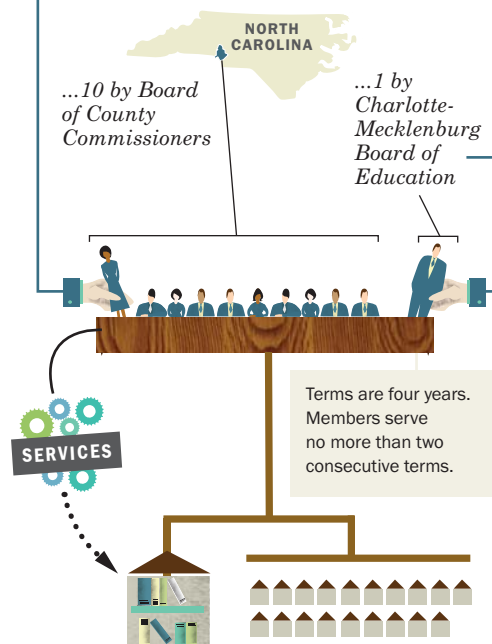 NORTH
CAROLINA
...10 by Board
of County
Commissioners
...1 by
Charlotte-
Mecklenburg
Board of
Education
Terms are four years.
Members serve
no more than two
consecutive terms.
SERVICES